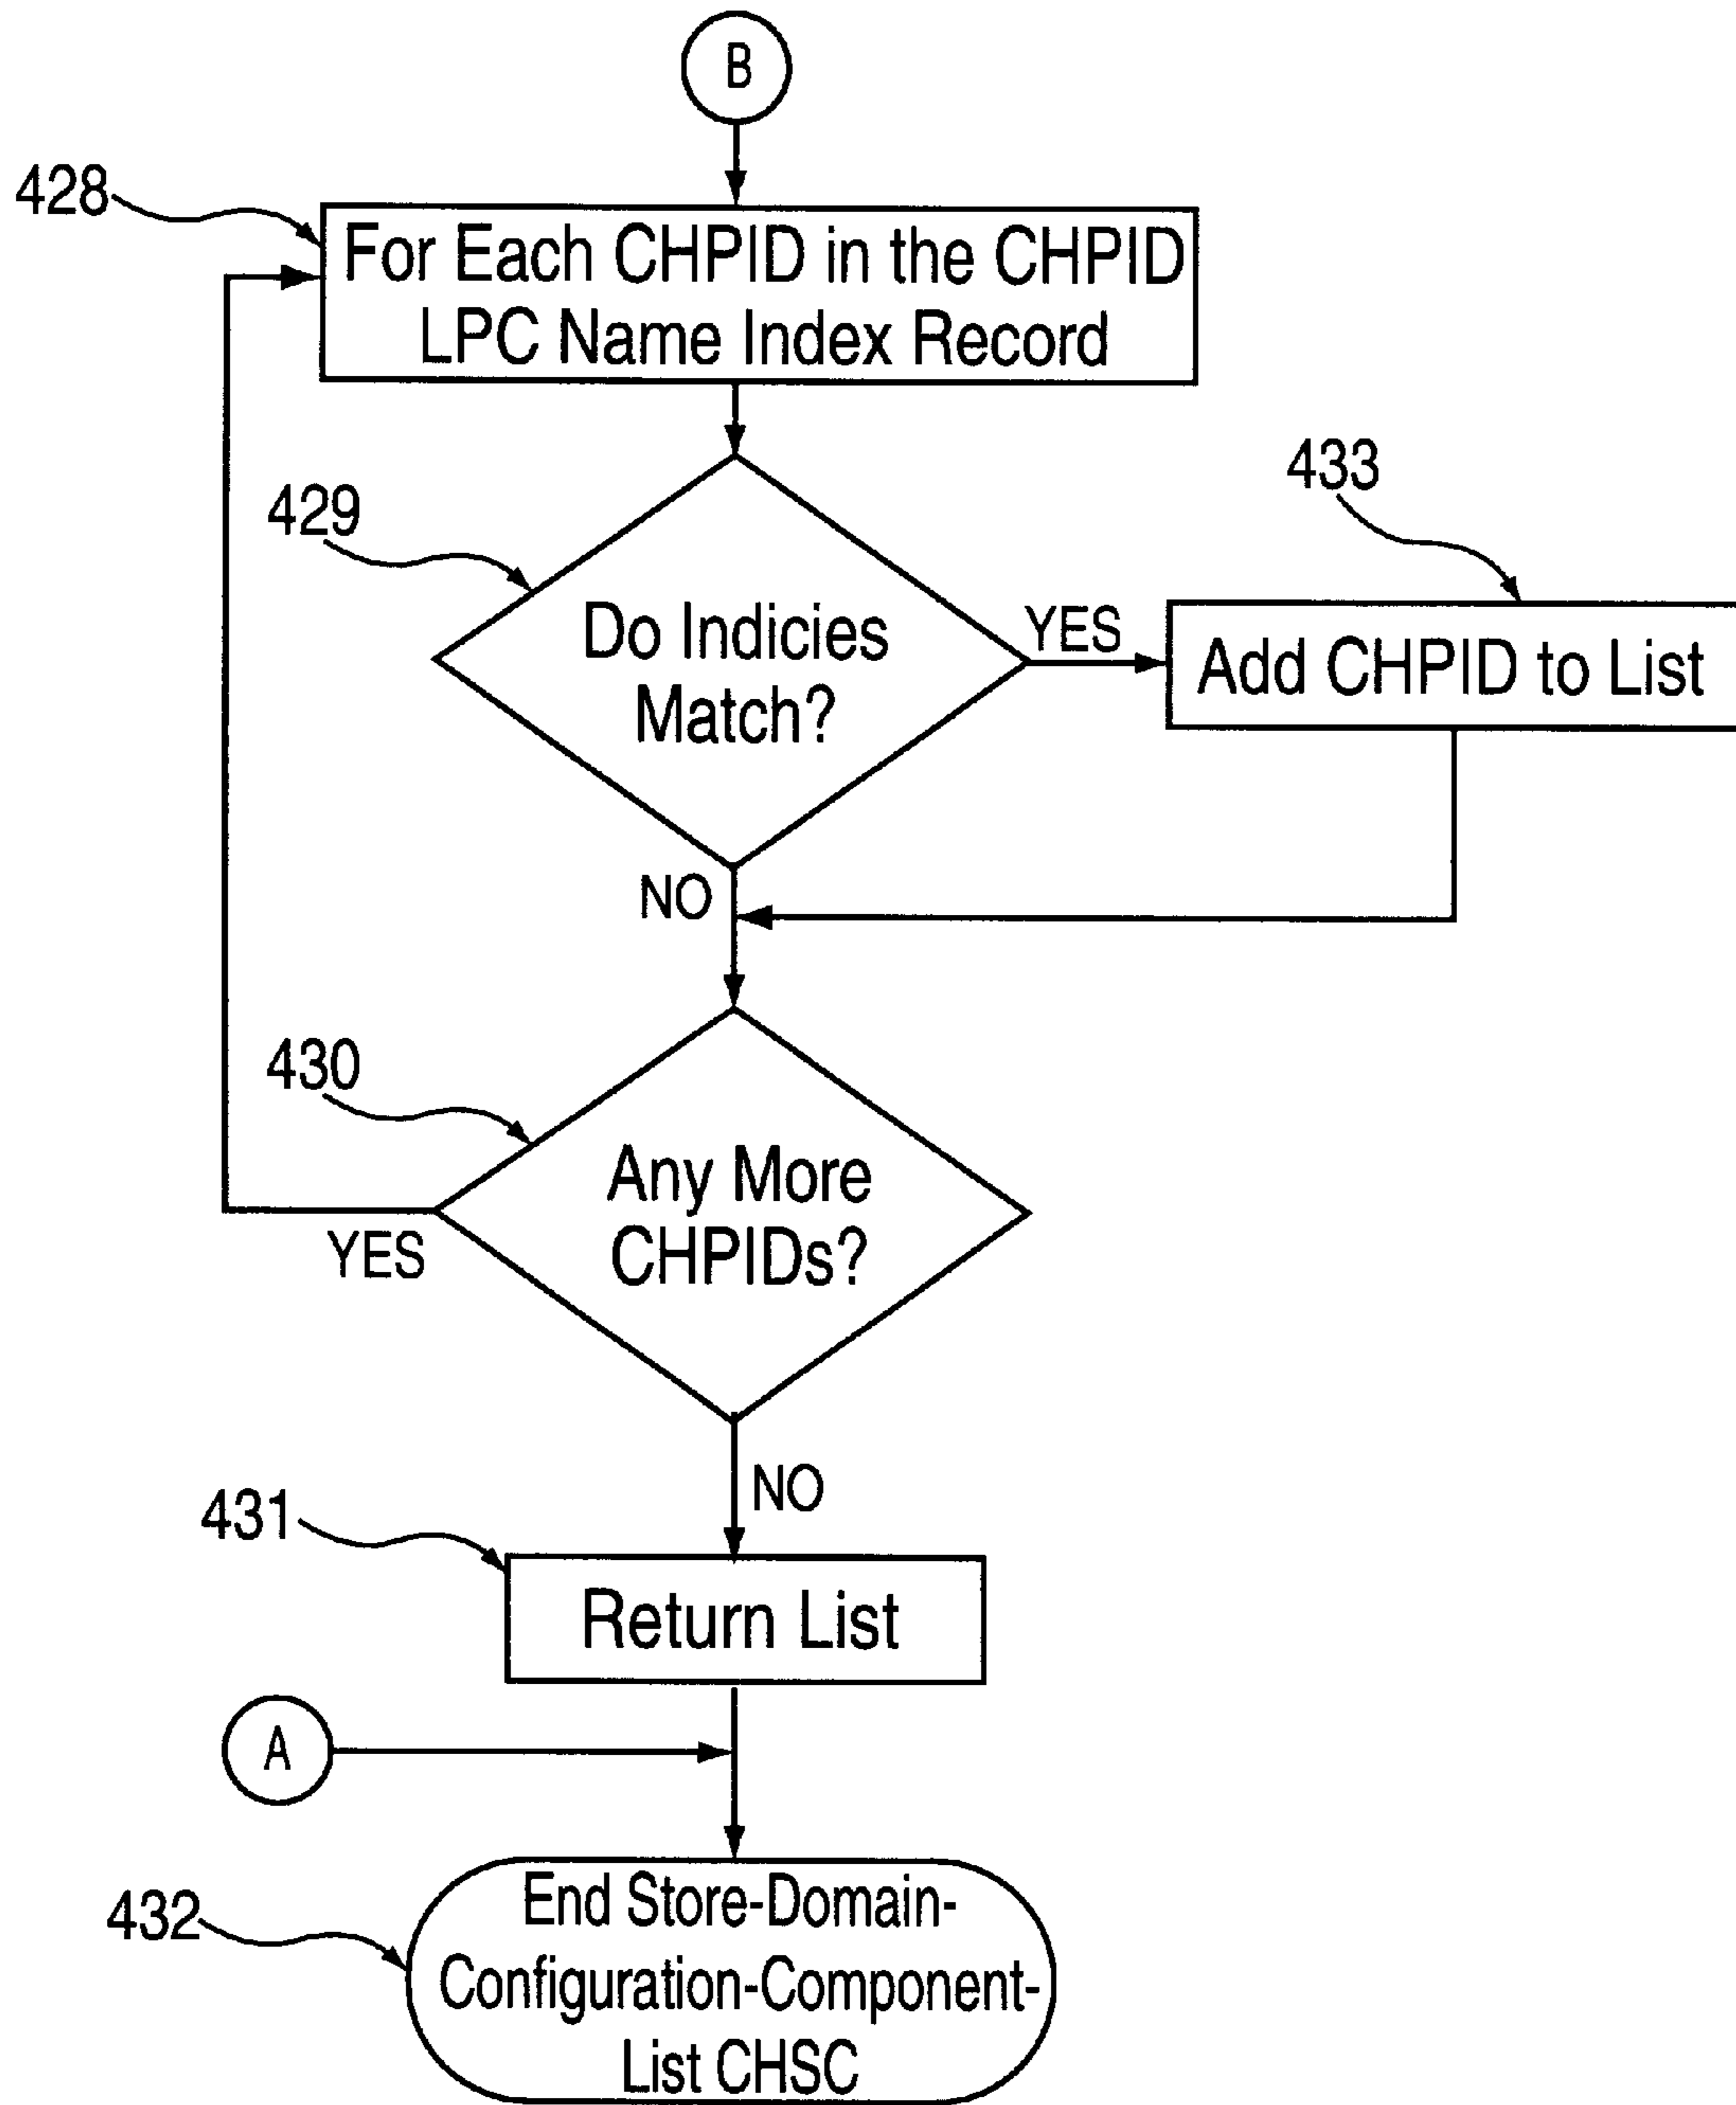 B
428
For Each CHPID in the CHPID
LPC Name Index Record
429
Do Indicies
Match?
YES
433
Add CHPID to List
NO
430
Any More
CHPIDs?
YES
NO
431
Return List
A
432
End Store-Domain-
Configuration-Component-
List CHSC